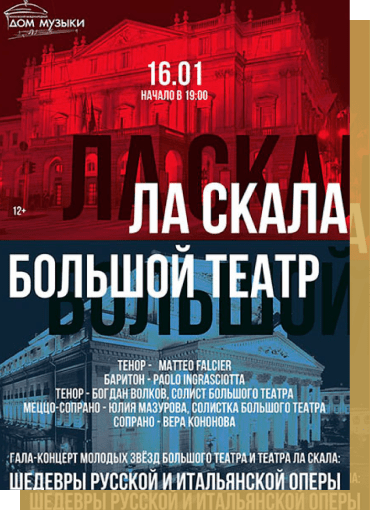 ДОМ МУЗЫКИ
16.01
НАЧАЛО В 19:00
ЛА СКАЛ
12+
ЛА СКАЛА
БОЛЬШОЙ ТЕАТР
БОЛЬШОЙ
ТЕНОР - MATTEO FALCIER
БАРИТОН - PAOLO INGRASCIOTTA
ТЕНОР - БОГДАН ВОЛКОВ, СОЛИСТ БОЛЬШОГО ТЕАТРА
МЕЦЦО-СОПРАНО - ЮЛИЯ МАЗУРОВА, СОЛИСТКА БОЛЬШОГО ТЕАТРА
СОПРАНО - ВЕРА КОНОНОВА
ГАЛА-КОНЦЕРТ МОЛОДЫХ ЗВЁЗД БОЛЬШОГО ТЕАТРА И ТЕАТРА ЛА СКАЛА:
ШЕДЕВРЫ РУССКОЙ И ИТАЛЬЯНСКОЙ ОПЕРЫ
ШЕДЕВРЫ РУССКОЙ И ИТАЛЬЯНСКОЙ ОПЕРЫ